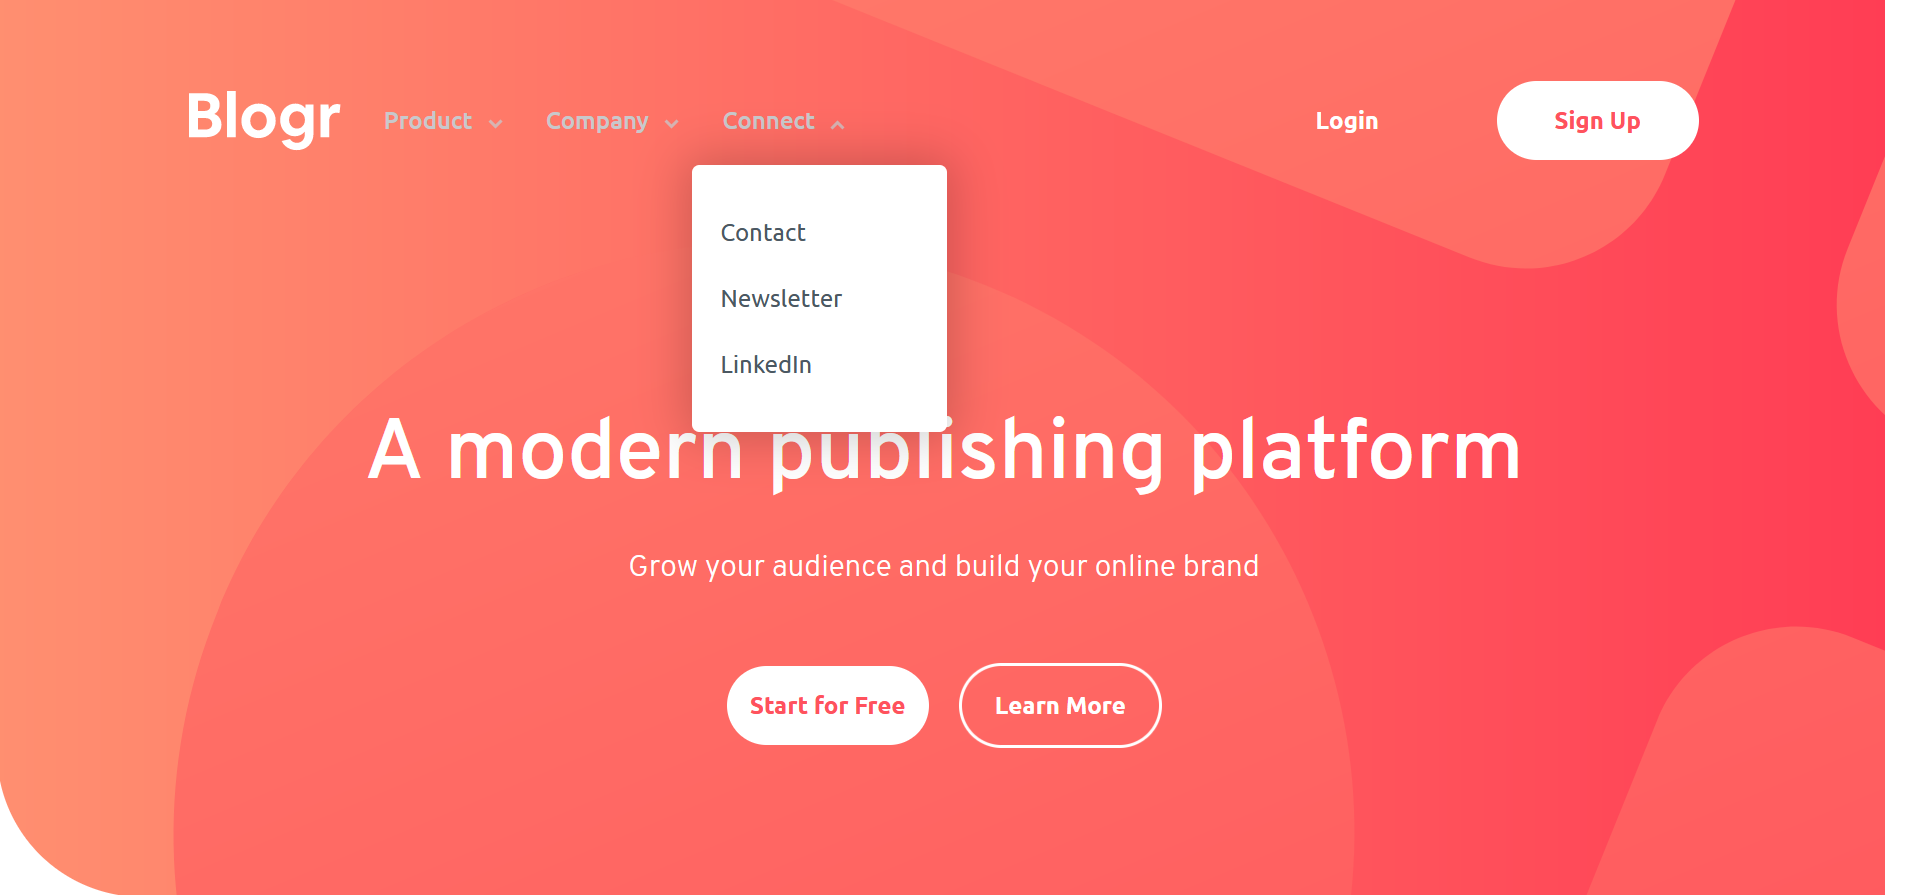 Blogr Product Company Connect Login Sign Up
Contact
Newsletter
LinkedIn
A modern publishing platform
Grow your audience and build your online brand
Start for Free Learn More